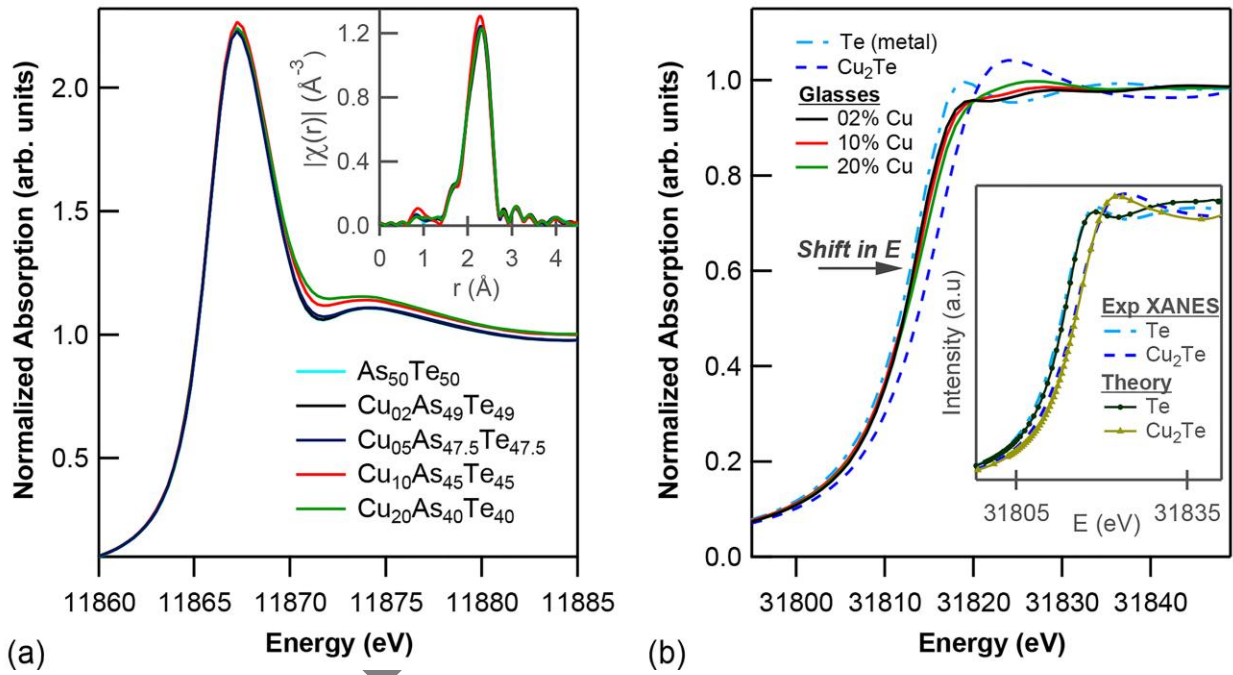 Normalized Absorption (arb. units)
2.0
1.5
1.0
0.5
|χ(r)| (Å⁻³)
1.2
0.8
0.4
0.0
0 1 2 3 4
r (Å)
As₅₀Te₅₀
Cu₀₂As₄₉Te₄₉
Cu₀₅As₄₇.₅Te₄₇.₅
Cu₁₀As₄₅Te₄₅
Cu₂₀As₄₀Te₄₀
11860 11865 11870 11875 11880 11885
Energy (eV)
(a)
Normalized Absorption (arb. units)
1.0
0.8
0.6
0.4
0.2
0.0
Te (metal)
Cu₂Te
Glasses
02% Cu
10% Cu
20% Cu
Shift in E
Intensity (a.u)
Exp XANES
Te
Cu₂Te
Theory
Te
Cu₂Te
31805 31835
E (eV)
31800 31810 31820 31830 31840
Energy (eV)
(b)